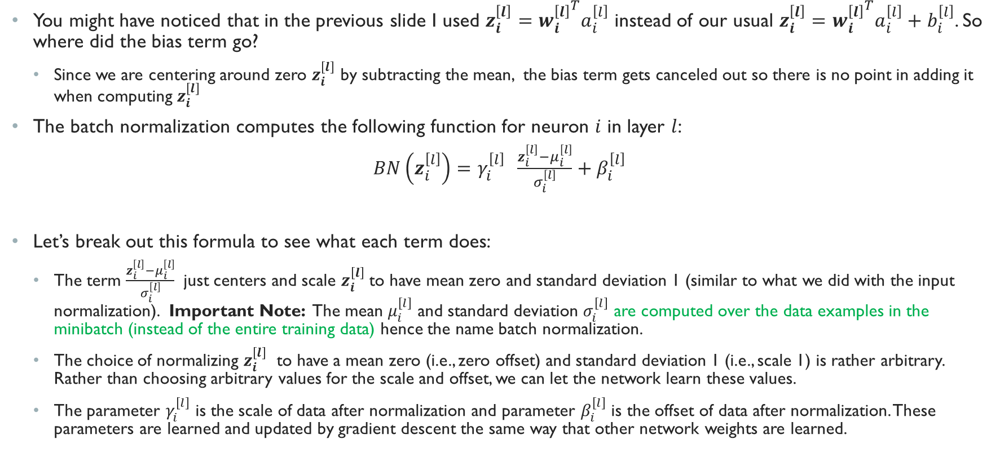 • You might have noticed that in the previous slide I used $\boldsymbol{z}_i^{[l]} = \boldsymbol{w}_i^{[l]^T} a_i^{[l]}$ instead of our usual $\boldsymbol{z}_i^{[l]} = \boldsymbol{w}_i^{[l]^T} a_i^{[l]} + b_i^{[l]}$. So
where did the bias term go?
• Since we are centering around zero $\boldsymbol{z}_i^{[l]}$ by subtracting the mean, the bias term gets canceled out so there is no point in adding it
when computing $\boldsymbol{z}_i^{[l]}$
• The batch normalization computes the following function for neuron $i$ in layer $l$:
$BN\left(\boldsymbol{z}_i^{[l]}\right) = \gamma_i^{[l]} \frac{\boldsymbol{z}_i^{[l]} - \mu_i^{[l]}}{\sigma_i^{[l]}} + \beta_i^{[l]}$
• Let's break out this formula to see what each term does:
• The term $\frac{\boldsymbol{z}_i^{[l]} - \mu_i^{[l]}}{\sigma_i^{[l]}}$ just centers and scale $\boldsymbol{z}_i^{[l]}$ to have mean zero and standard deviation 1 (similar to what we did with the input
normalization). Important Note: The mean $\mu_i^{[l]}$ and standard deviation $\sigma_i^{[l]}$ are computed over the data examples in the
minibatch (instead of the entire training data) hence the name batch normalization.
• The choice of normalizing $\boldsymbol{z}_i^{[l]}$ to have a mean zero (i.e., zero offset) and standard deviation 1 (i.e., scale 1) is rather arbitrary.
Rather than choosing arbitrary values for the scale and offset, we can let the network learn these values.
• The parameter $\gamma_i^{[l]}$ is the scale of data after normalization and parameter $\beta_i^{[l]}$ is the offset of data after normalization. These
parameters are learned and updated by gradient descent the same way that other network weights are learned.